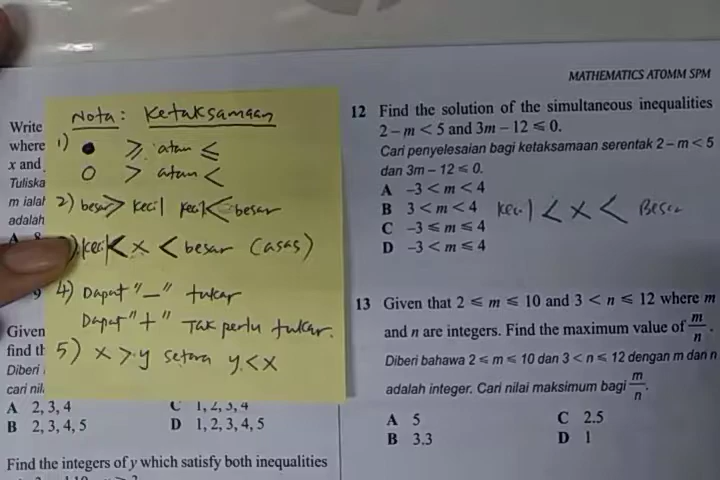 MATHEMATICS ATOMM SPM
Write
where
x and
Tuliska
m ialah
adalah
9
Given
find th
Diberi
cari nil
A 2, 3, 4
C 1, 2, 3, 4
B 2, 3, 4, 5
D 1, 2, 3, 4, 5
Find the integers of y which satisfy both inequalities
Nota: Ketaksamaan
1) ● ≥ atau ≤
○ > atau <
2) besar > kecil kecil < besar
kecil < x < besar (asas)
4) Dapat "–" tukar
Dapat "+" Tak perlu tukar.
5) x > y setara y < x
12 Find the solution of the simultaneous inequalities
2 – m < 5 and 3m – 12 ⩽ 0.
Cari penyelesaian bagi ketaksamaan serentak 2 – m < 5
dan 3m – 12 ⩽ 0.
A –3 < m < 4
B 3 < m < 4
kecil < x < Besar
C –3 ⩽ m ⩽ 4
D –3 < m ⩽ 4
13 Given that 2 ⩽ m ⩽ 10 and 3 < n ⩽ 12 where m
and n are integers. Find the maximum value of m/n.
Diberi bahawa 2 ⩽ m ⩽ 10 dan 3 < n ⩽ 12 dengan m dan n
adalah integer. Cari nilai maksimum bagi m/n.
A 5
C 2.5
B 3.3
D 1